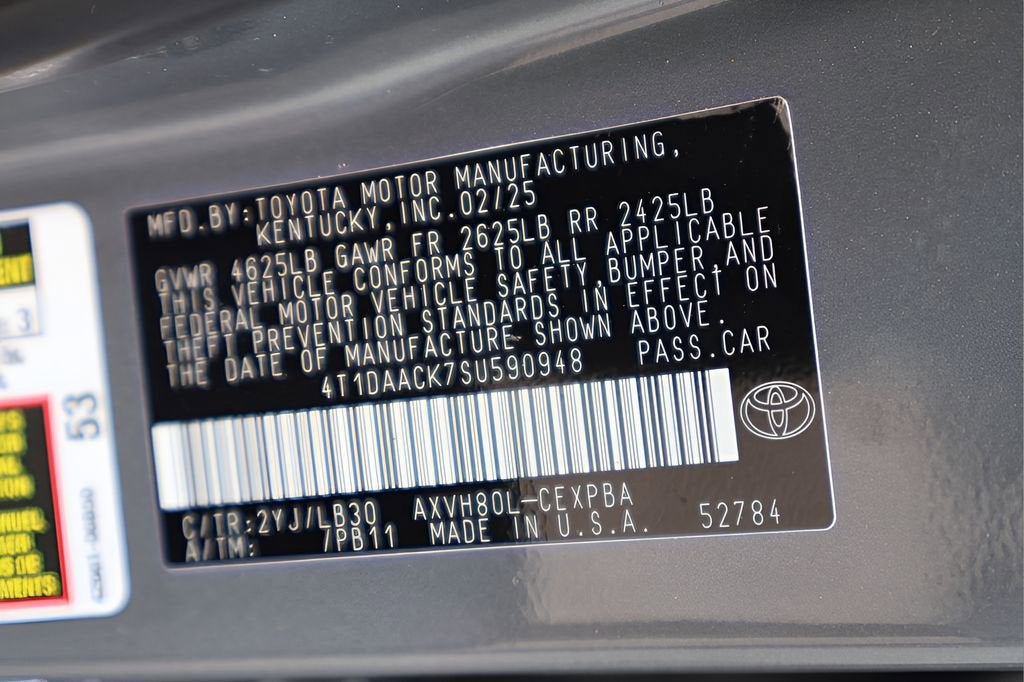 MFD.BY:TOYOTA MOTOR MANUFACTURING,
KENTUCKY, INC.02/25
GVWR 4625LB GAWR FR 2625LB RR 2425LB
THIS VEHICLE CONFORMS TO ALL APPLICABLE
FEDERAL MOTOR VEHICLE SAFETY,BUMPER,AND
THEFT PREVENTION STANDARDS IN EFFECT ON
THE DATE OF MANUFACTURE SHOWN ABOVE.
4T1DAACK7SU590948 PASS.CAR
C/TR:2YJ/LB30 AXVH80L-CEXPBA
A/TM: 7PB11 MADE IN U.S.A. 52784
3
53